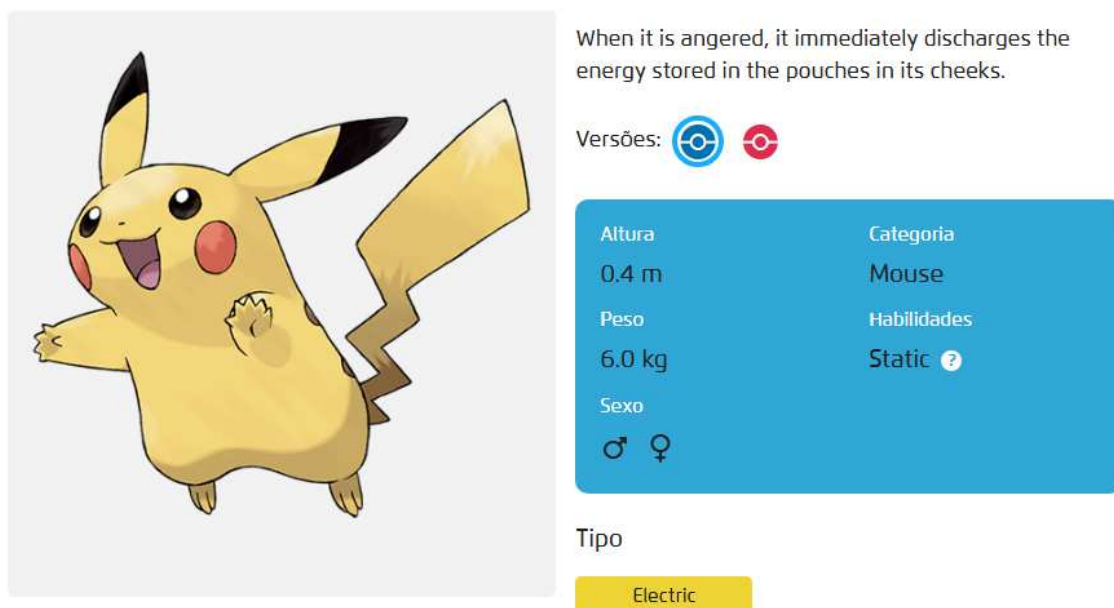 When it is angered, it immediately discharges the
energy stored in the pouches in its cheeks.
Versões:
Altura
0.4 m
Categoria
Mouse
Peso
6.0 kg
Habilidades
Static ?
Sexo
♂ ♀
Tipo
Electric